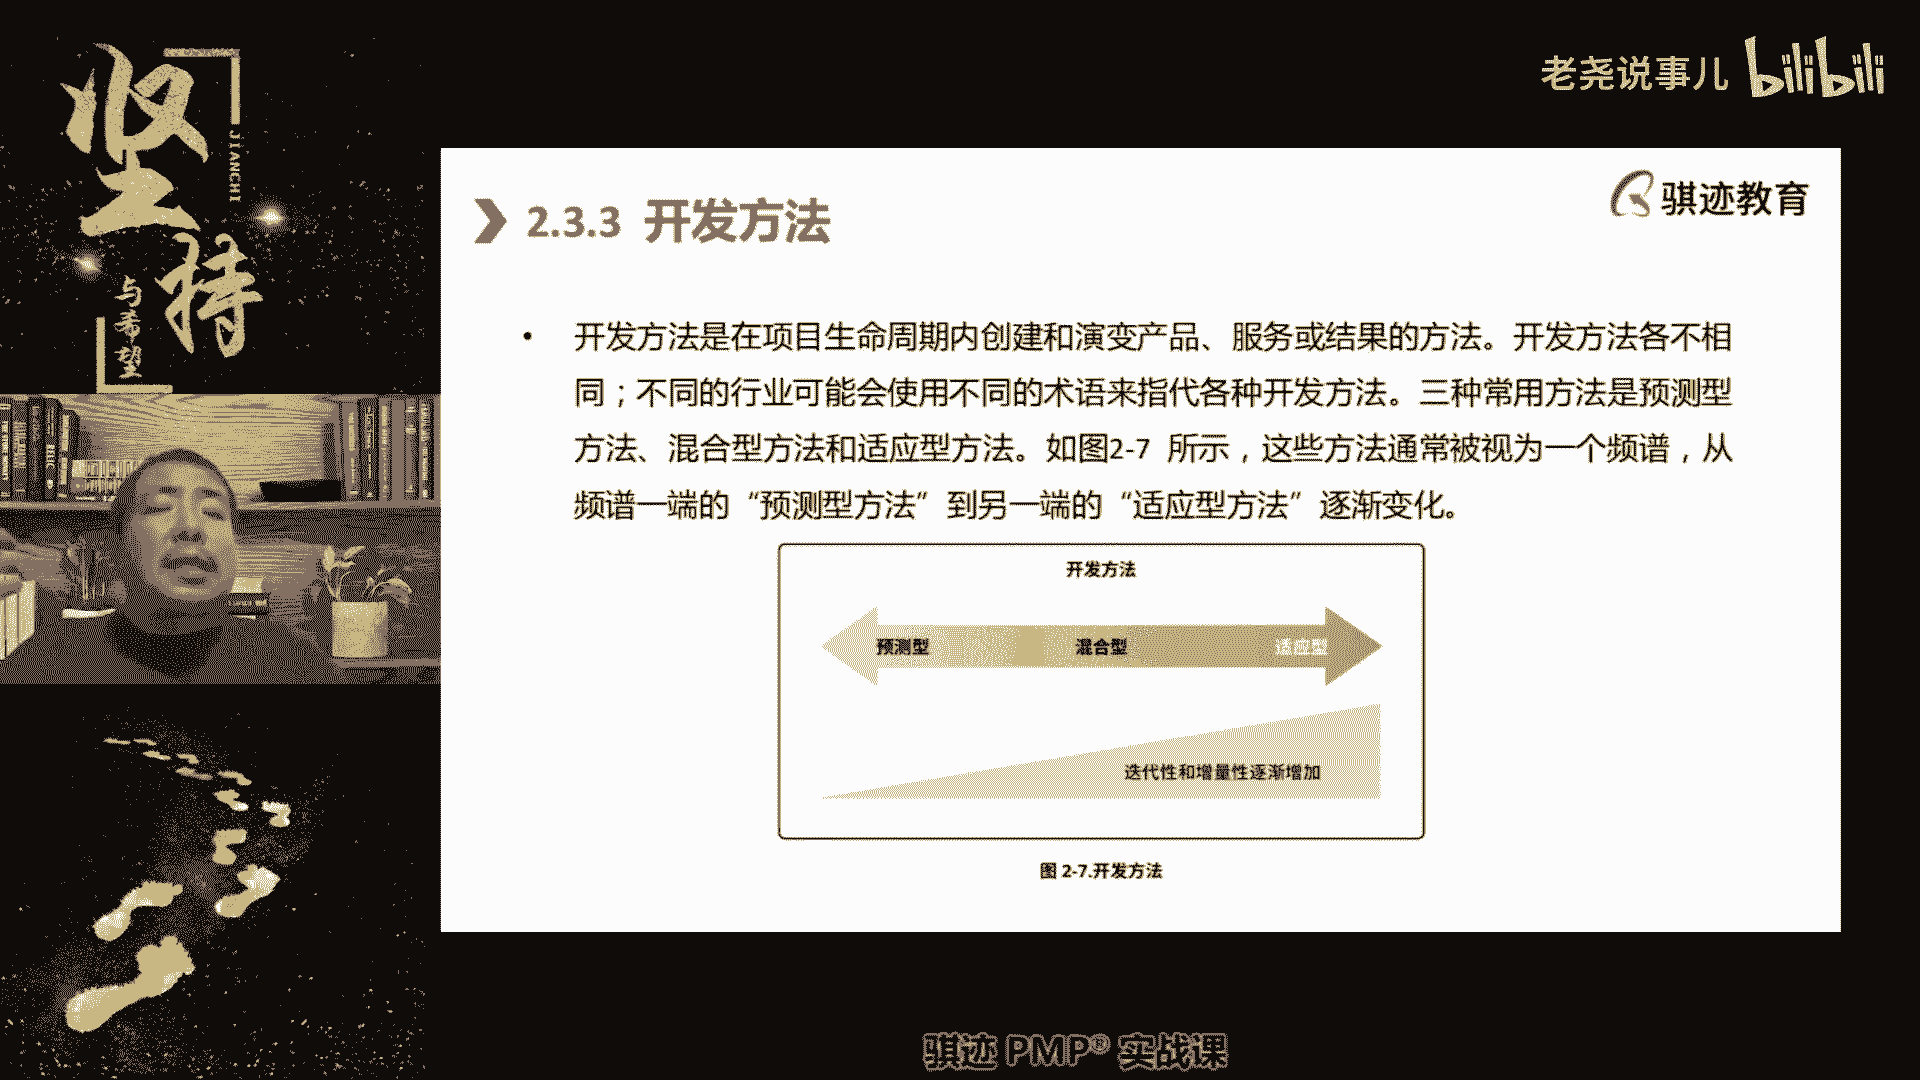 坚持
JIANCHI
与希望
老尧说事儿 bilibili
骐迹教育
2.3.3 开发方法
• 开发方法是在项目生命周期内创建和演变产品、服务或结果的方法。开发方法各不相
同；不同的行业可能会使用不同的术语来指代各种开发方法。三种常用方法是预测型
方法、混合型方法和适应型方法。如图2-7 所示，这些方法通常被视为一个频谱，从
频谱一端的“预测型方法”到另一端的“适应型方法”逐渐变化。
开发方法
预测型 混合型 适应型
迭代性和增量性逐渐增加
图 2-7.开发方法
骐迹 PMP® 实战课